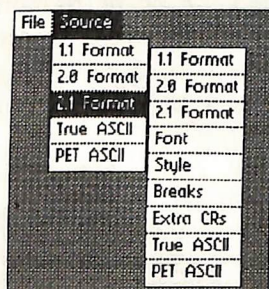 File Source
1.1 Format
2.0 Format
2.1 Format
True ASCII
PET ASCII
1.1 Format
2.0 Format
2.1 Format
Font
Style
Breaks
Extra CRs
True ASCII
PET ASCII